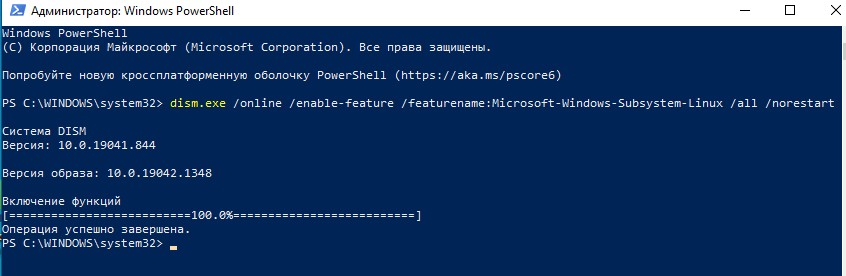 Администратор: Windows PowerShell
Windows PowerShell
(C) Корпорация Майкрософт (Microsoft Corporation). Все права защищены.
Попробуйте новую кроссплатформенную оболочку PowerShell (https://aka.ms/pscore6)
PS C:\WINDOWS\system32> dism.exe /online /enable-feature /featurename:Microsoft-Windows-Subsystem-Linux /all /norestart
Cистема DISM
Версия: 10.0.19041.844
Версия образа: 10.0.19042.1348
Включение функций
[==========================100.0%==========================]
Операция успешно завершена.
PS C:\WINDOWS\system32>